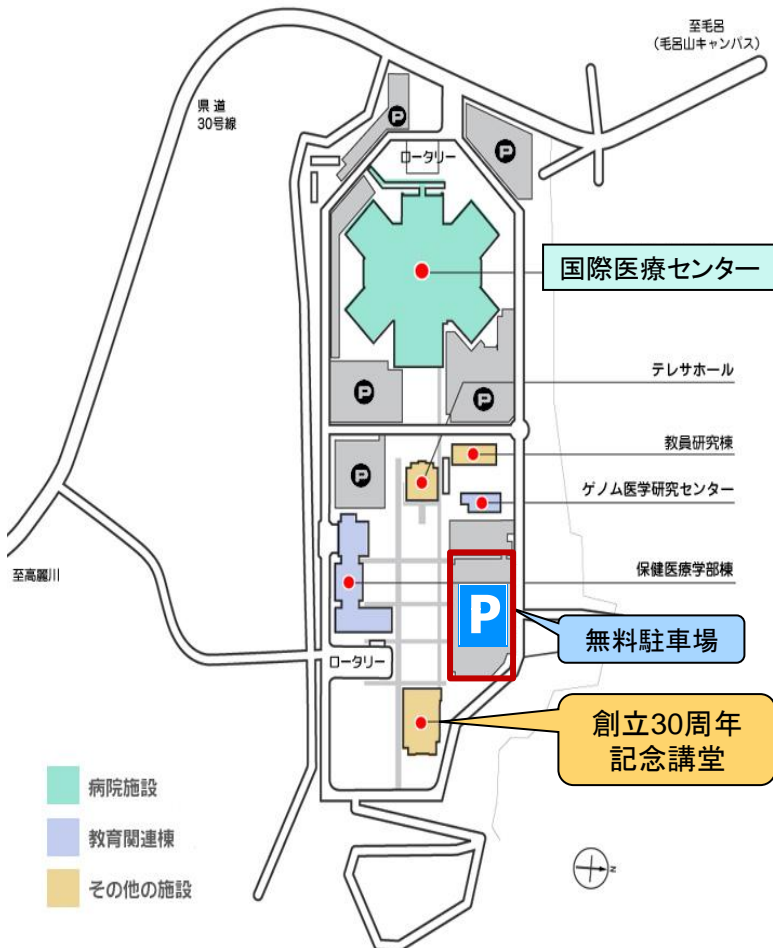 至毛呂
(毛呂山キャンパス)
県道
30号線
P
P
ロータリー
国際医療センター
テレサホール
P
P
教員研究棟
P
ゲノム医学研究センター
保健医療学部棟
至高麗川
P
無料駐車場
ロータリー
創立30周年
記念講堂
病院施設
教育関連棟
その他の施設
N